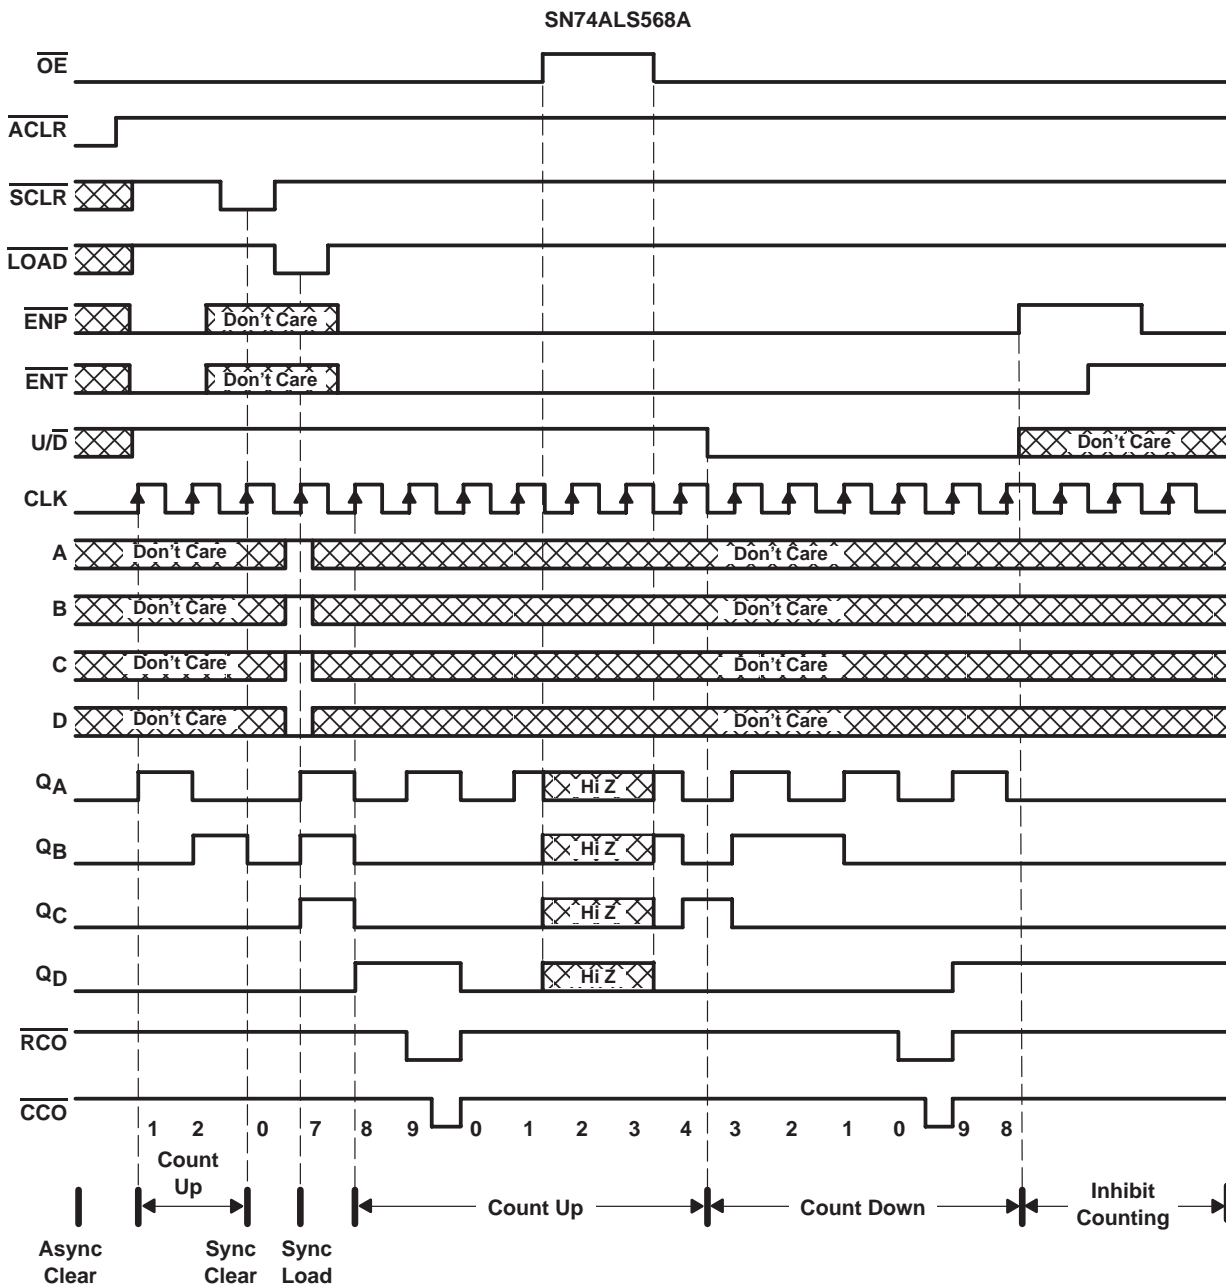 SN74ALS568A
OE
ACLR
SCLR
LOAD
ENP Don't Care
ENT Don't Care
U/D Don't Care
CLK
A Don't Care Don't Care
B Don't Care Don't Care
C Don't Care Don't Care
D Don't Care Don't Care
QA Hi Z
QB Hi Z
QC Hi Z
QD Hi Z
RCO
CCO
1 2 0 7 8 9 0 1 2 3 4 3 2 1 0 9 8
Count
Up
Count Up
Count Down
Inhibit
Counting
Async
Clear
Sync
Clear
Sync
Load